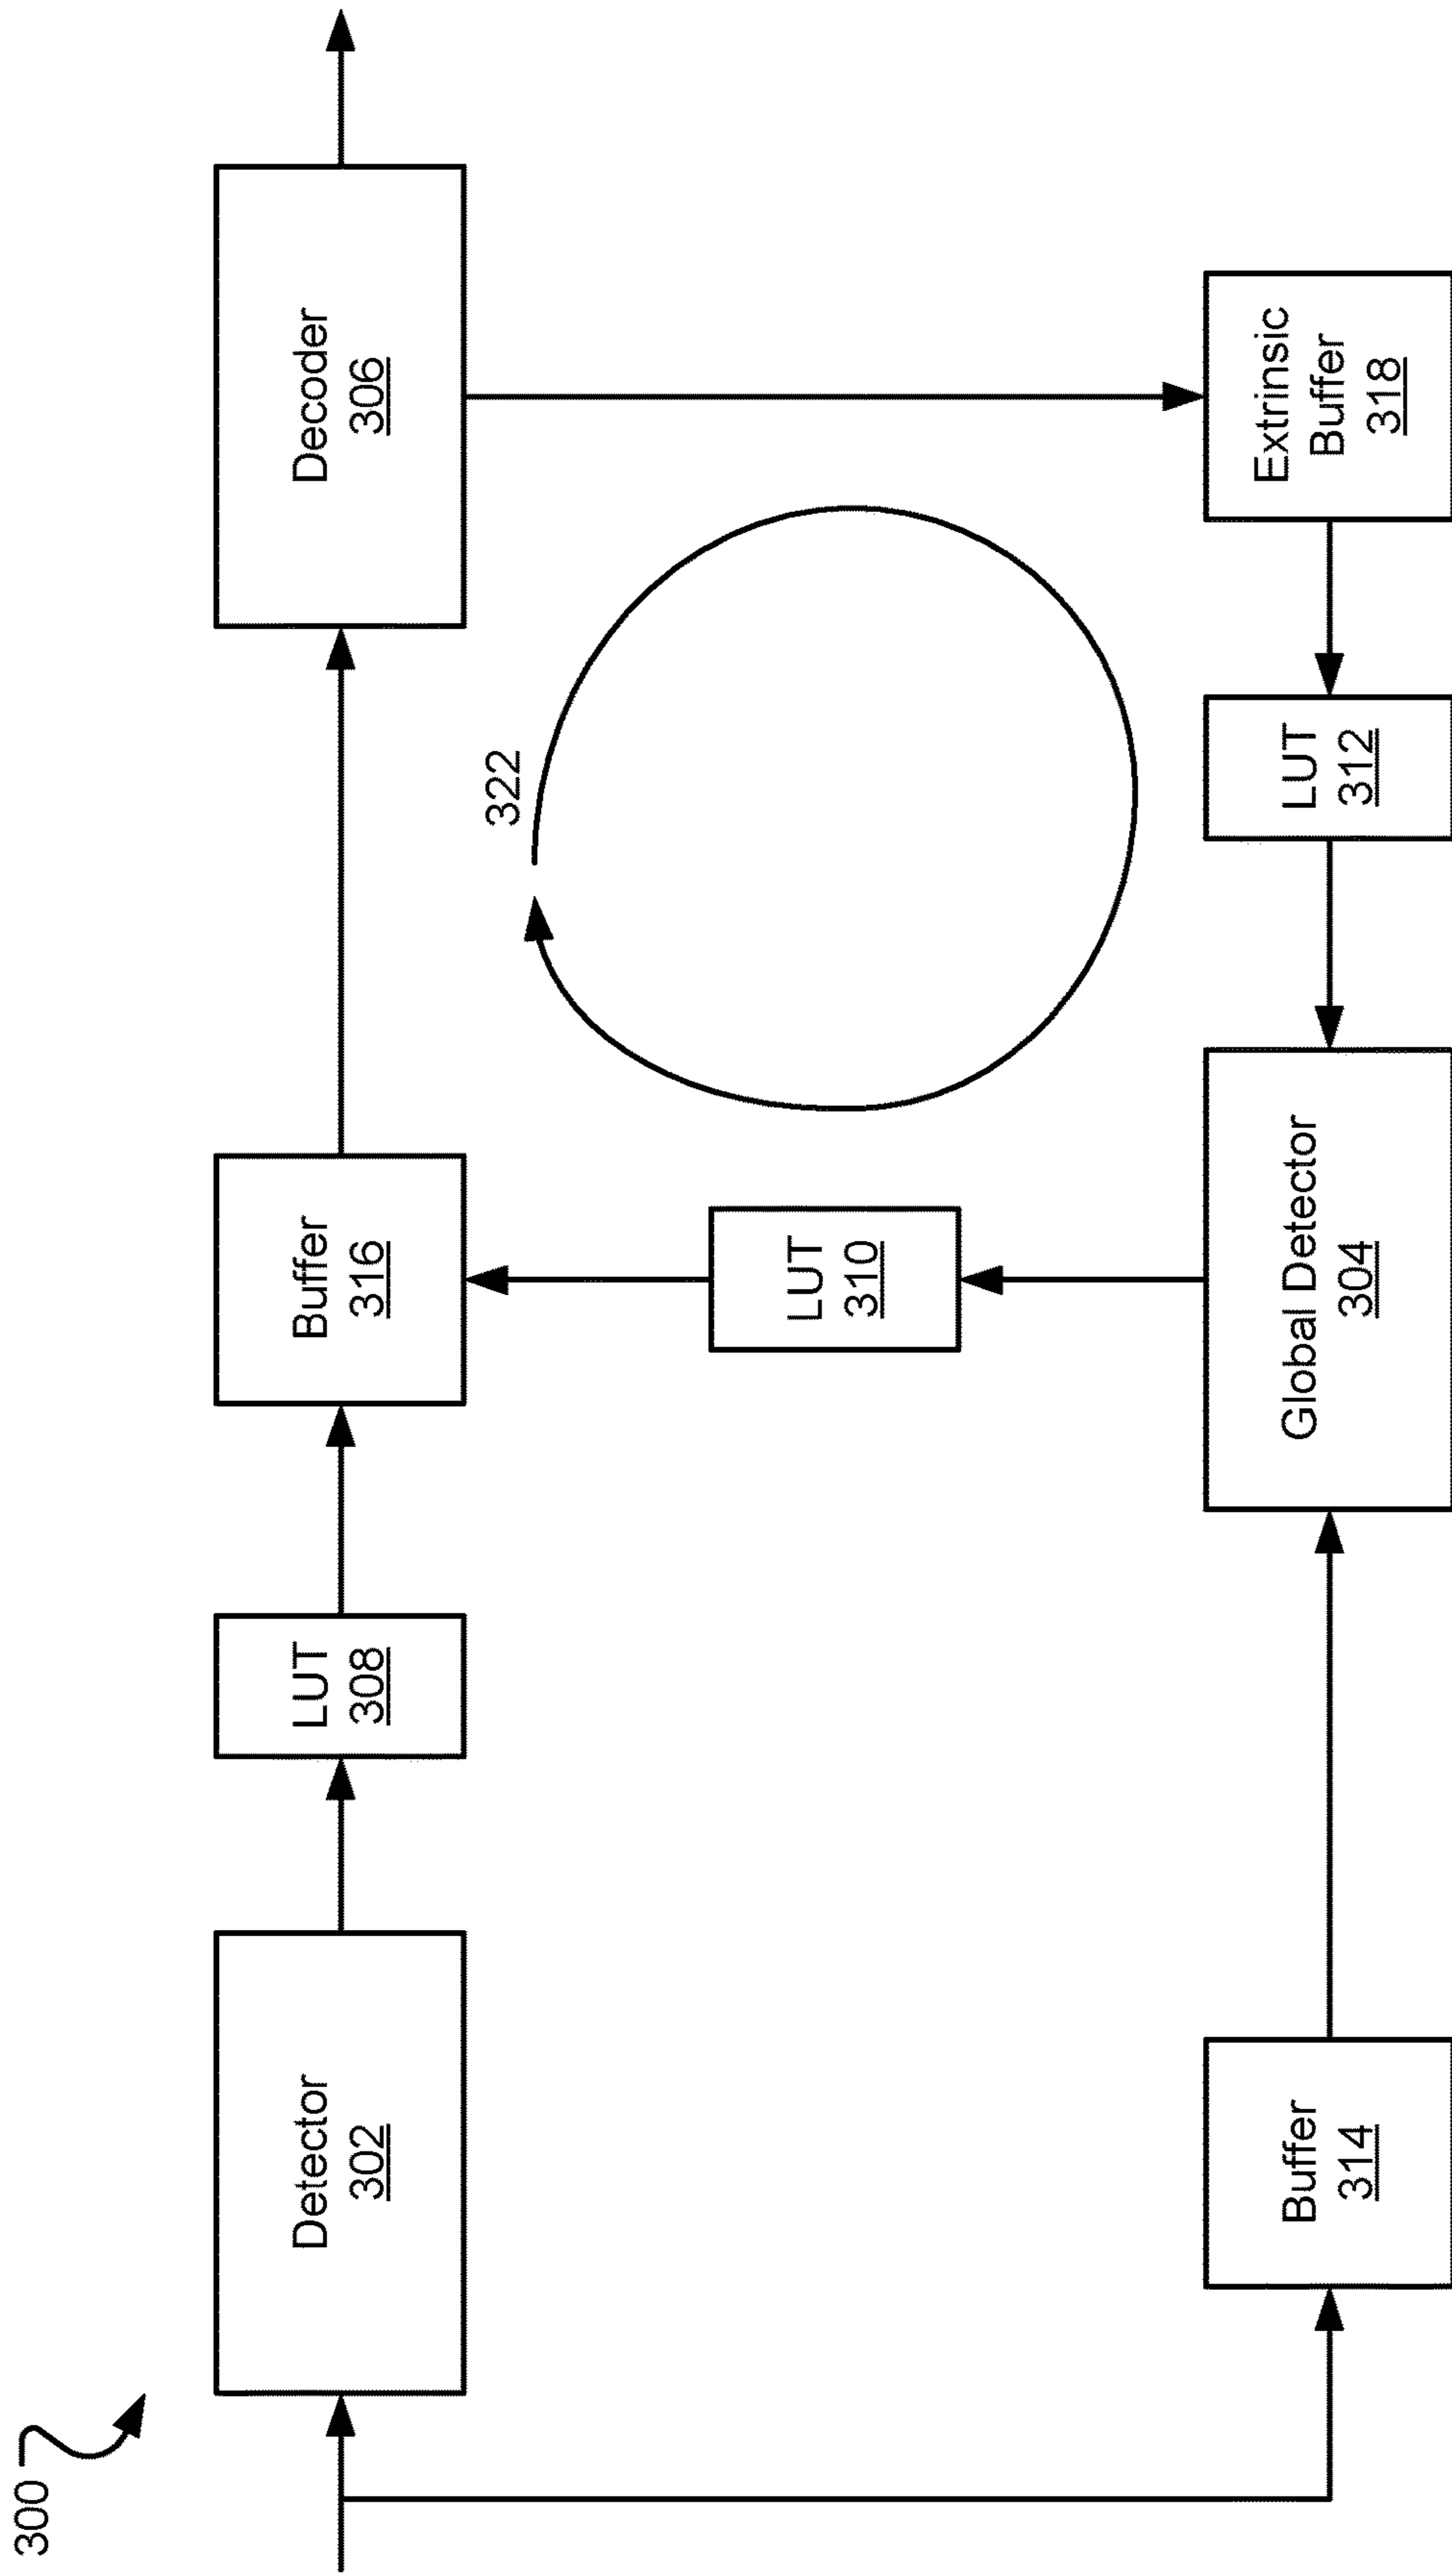 300
Detector
302
LUT
308
Buffer
316
Decoder
306
322
LUT
310
Buffer
314
Global Detector
304
LUT
312
Extrinsic
Buffer
318